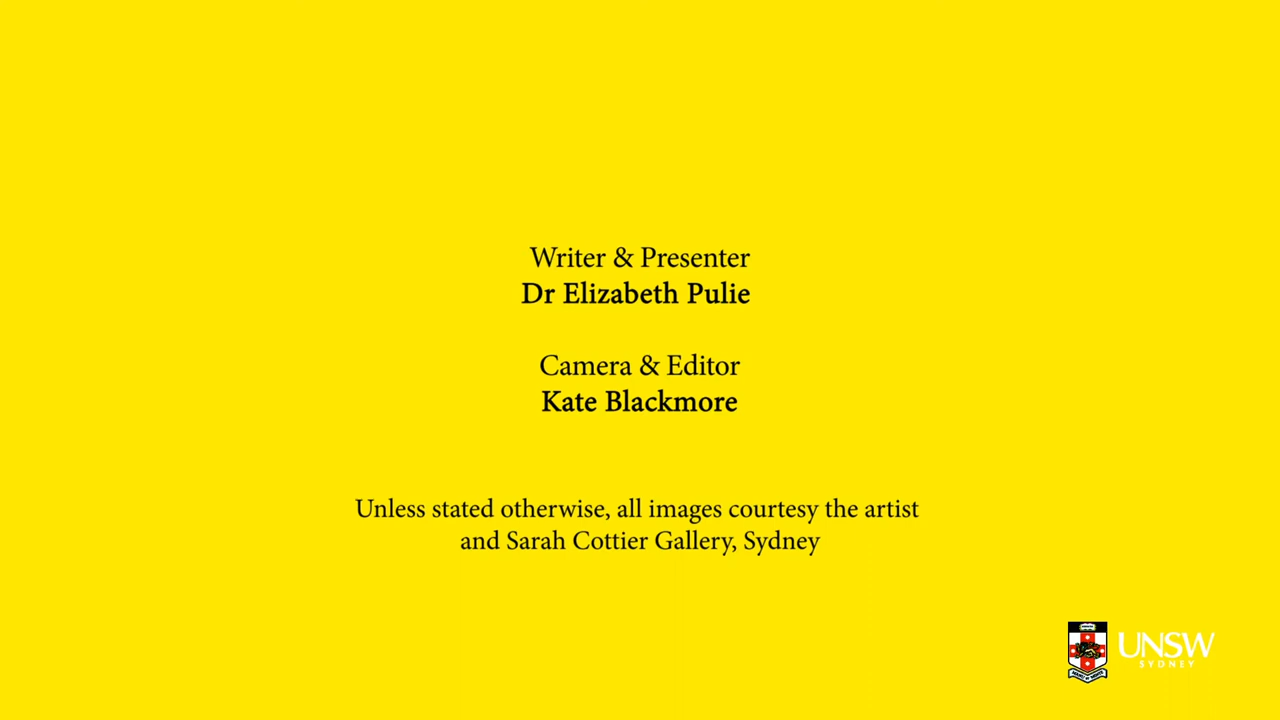 Writer & Presenter
Dr Elizabeth Pulie
Camera & Editor
Kate Blackmore
Unless stated otherwise, all images courtesy the artist
and Sarah Cottier Gallery, Sydney
UNSW
SYDNEY